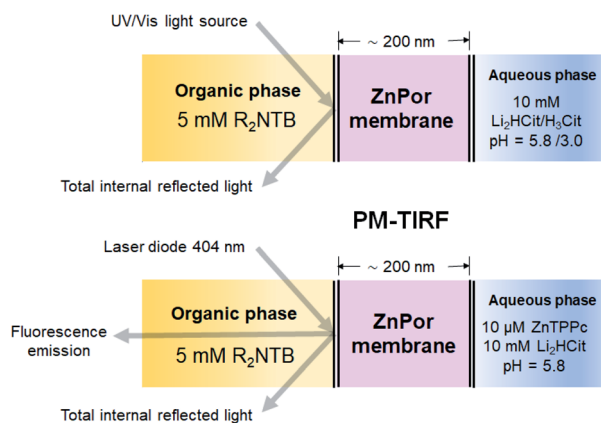 UV/Vis light source
~ 200 nm
Organic phase
5 mM R₂NTB
ZnPor
membrane
Aqueous phase
10 mM
Li₂HCit/H₃Cit
pH = 5.8 /3.0
Total internal reflected light
PM-TIRF
Laser diode 404 nm
~ 200 nm
Fluorescence
emission
Organic phase
5 mM R₂NTB
ZnPor
membrane
Aqueous phase
10 µM ZnTPPc
10 mM Li₂HCit
pH = 5.8
Total internal reflected light